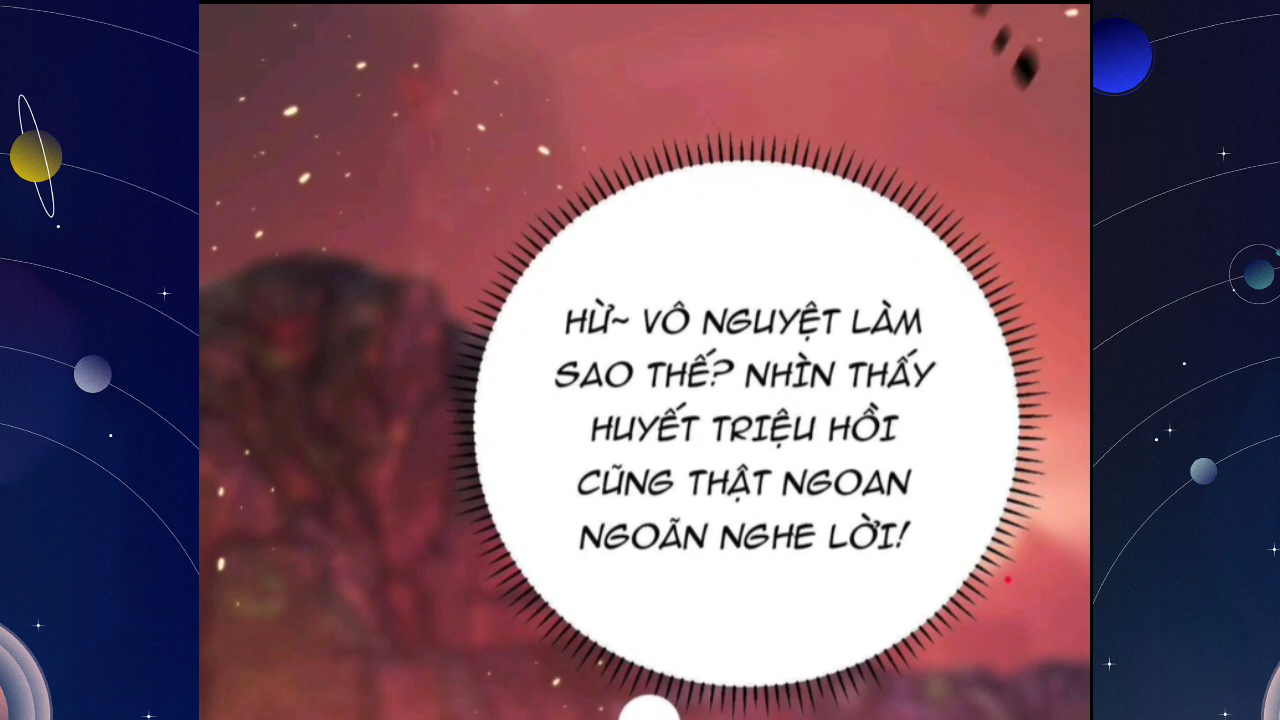 HỪ~ VÔ NGUYỆT LÀM
SAO THẾ? NHÌN THẤY
HUYẾT TRIỆU HỒI
CŨNG THẬT NGOAN
NGOÃN NGHE LỜI!